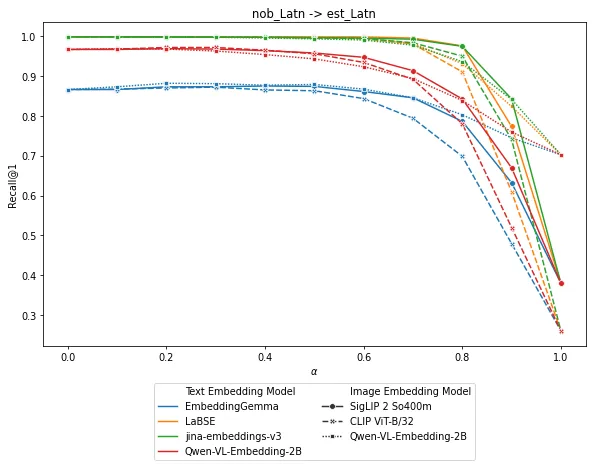 nob_Latn -> est_Latn
Recall@1
1.0
0.9
0.8
0.7
0.6
0.5
0.4
0.3
0.0 0.2 0.4 0.6 0.8 1.0
α
Text Embedding Model Image Embedding Model
EmbeddingGemma SigLIP 2 So400m
LaBSE CLIP ViT-B/32
jina-embeddings-v3 Qwen-VL-Embedding-2B
Qwen-VL-Embedding-2B